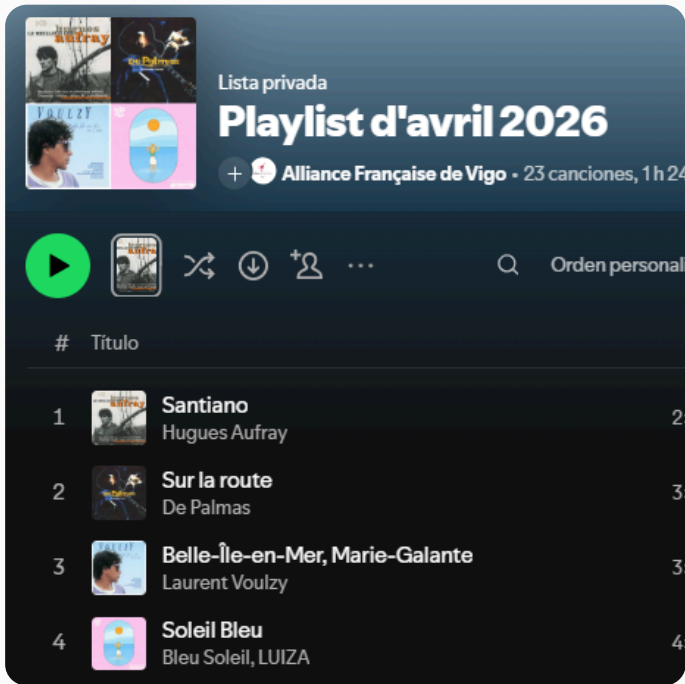 Lista privada
Playlist d'avril 2026
Alliance Française de Vigo • 23 canciones, 1 h 24
Orden personal
# Título
1 Santiano
Hugues Aufray
2 Sur la route
De Palmas
3 Belle-Île-en-Mer, Marie-Galante
Laurent Voulzy
4 Soleil Bleu
Bleu Soleil, LUIZA